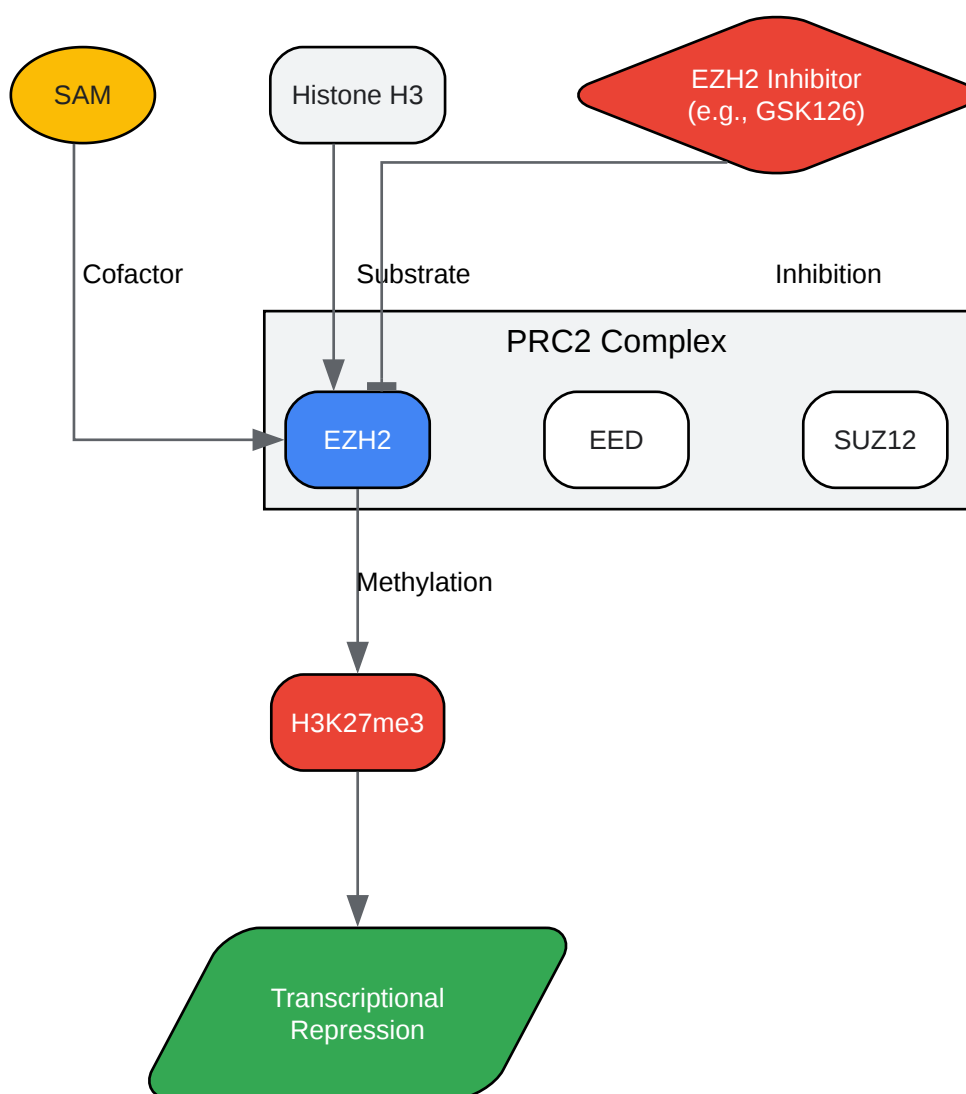 SAM
Histone H3
EZH2 Inhibitor
(e.g., GSK126)
Cofactor
Substrate
Inhibition
PRC2 Complex
EZH2
EED
SUZ12
Methylation
H3K27me3
Transcriptional
Repression